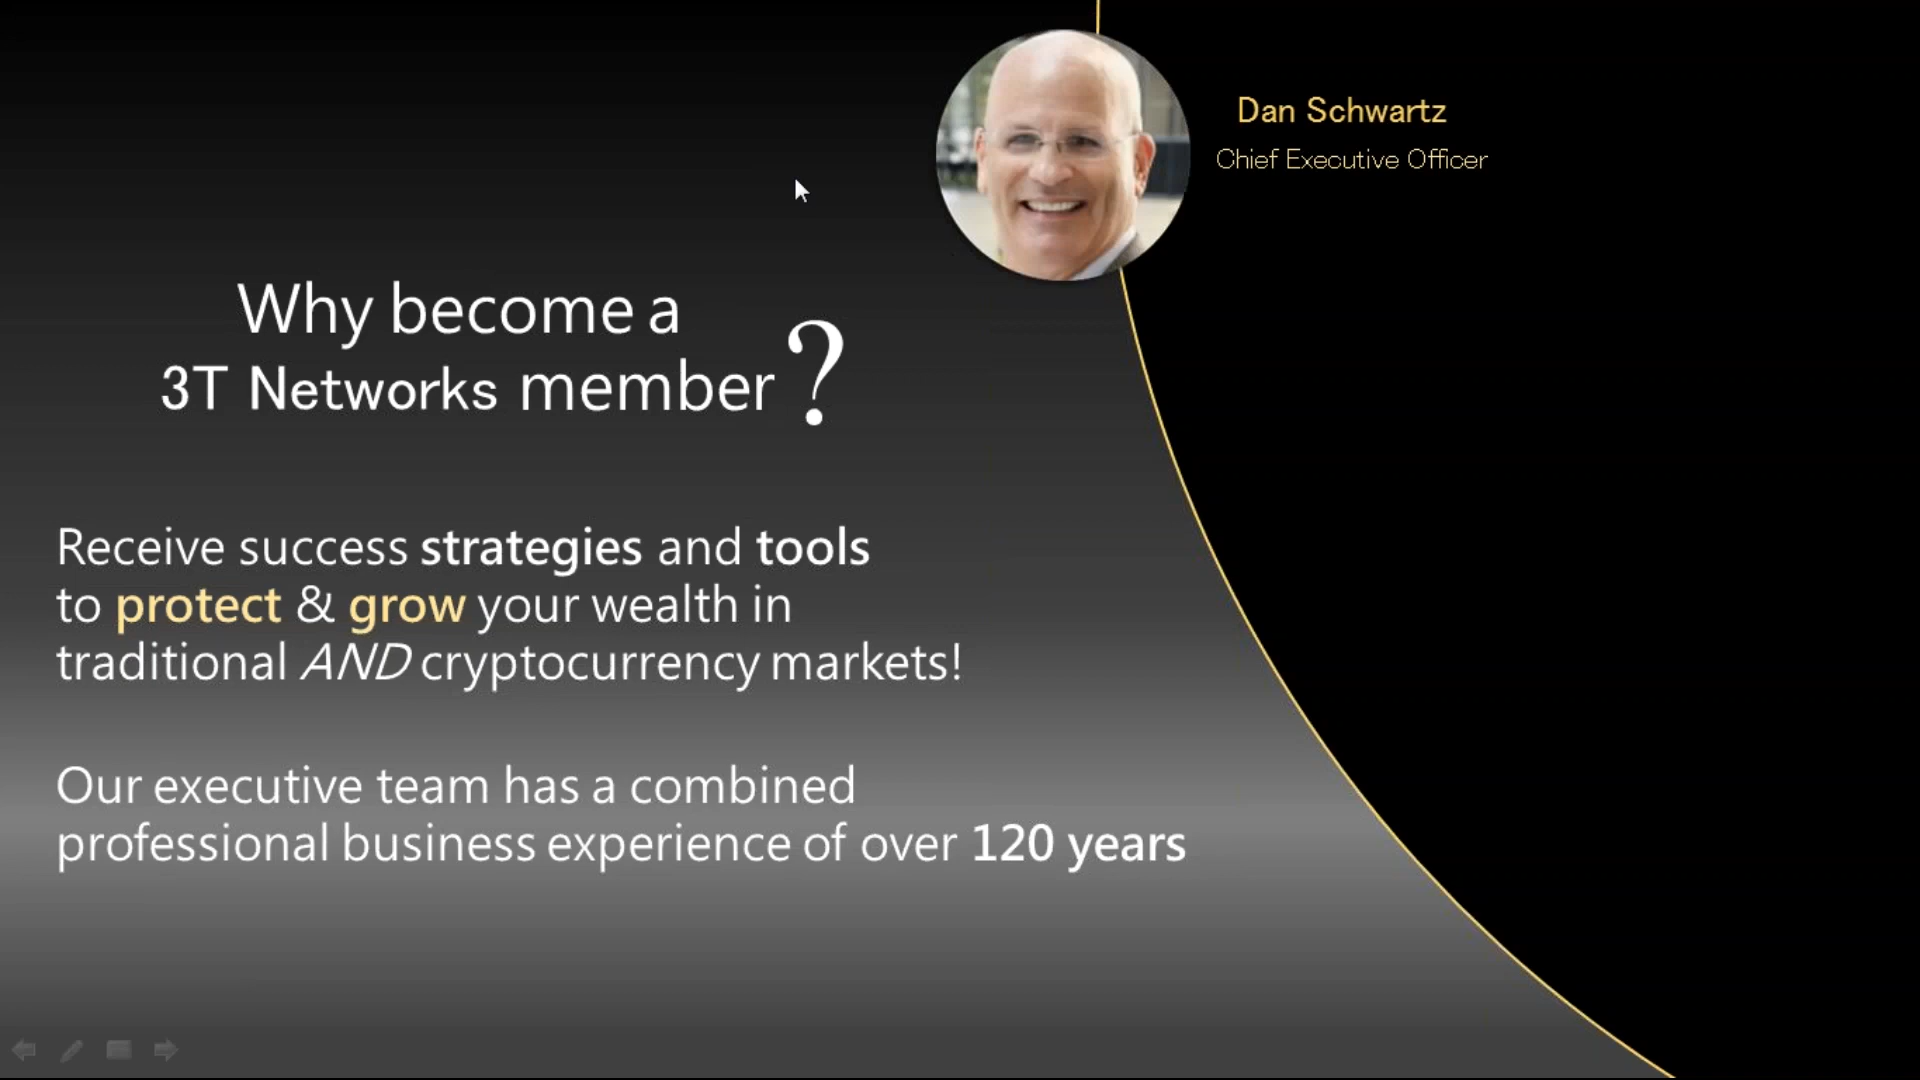 Dan Schwartz
Chief Executive Officer
Why become a
3T Networks member?
Receive success strategies and tools
to protect & grow your wealth in
traditional AND cryptocurrency markets!
Our executive team has a combined
professional business experience of over 120 years